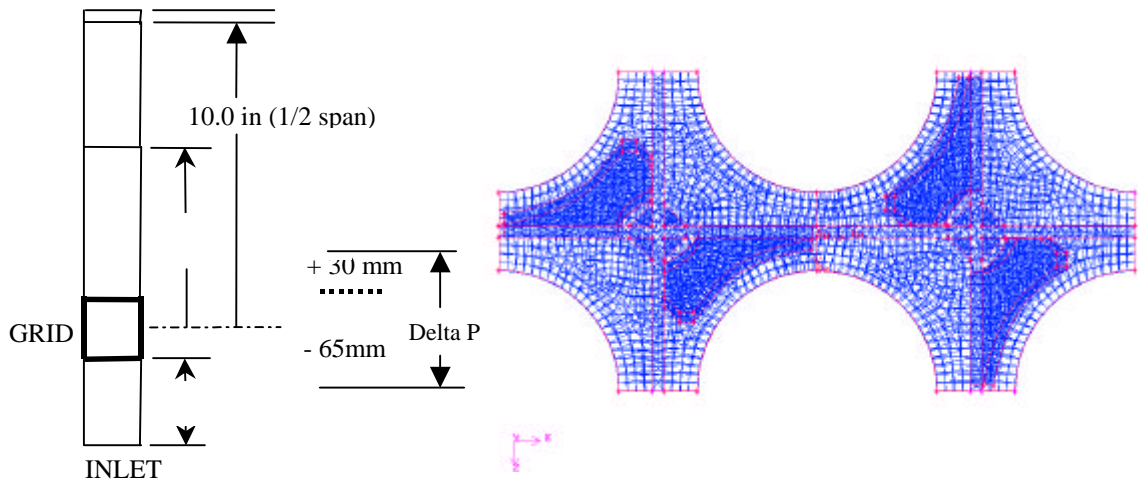 10.0 in (1/2 span)
+ 30 mm
GRID
Delta P
- 65mm
INLET
Y X
Z